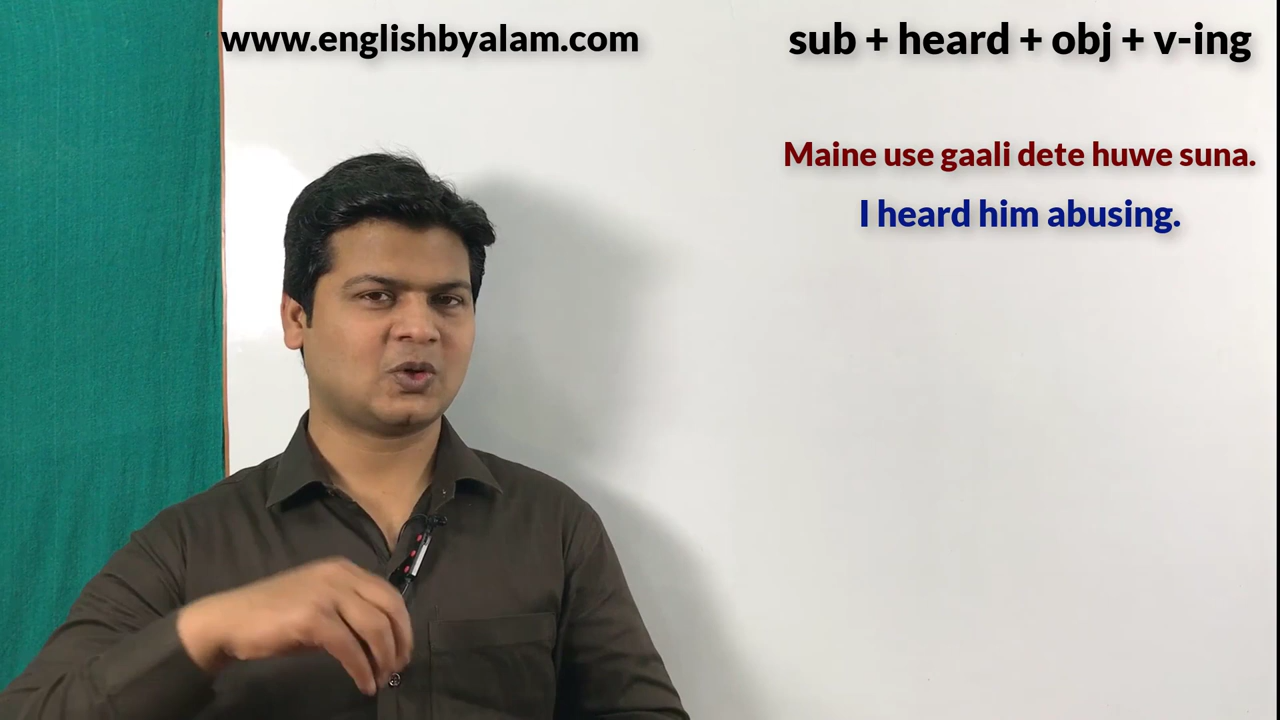 www.englishbyalam.com
sub + heard + obj + v-ing
Maine use gaali dete huwe suna.
I heard him abusing.